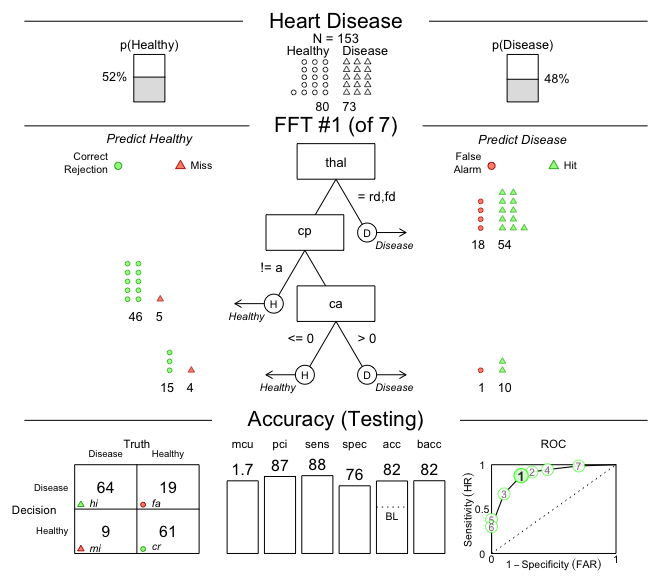 Heart Disease
N = 153
p(Healthy)
Healthy Disease
p(Disease)
52%
48%
80 73
FFT #1 (of 7)
Predict Healthy
Predict Disease
Correct Rejection
Miss
False Alarm
Hit
thal
= rd,fd
cp
D
Disease
18 54
!= a
H
Healthy
ca
46 5
<= 0
> 0
H
Healthy
D
Disease
15 4
1 10
Accuracy (Testing)
Truth
Disease Healthy
Decision
Disease
64
hi
19
fa
Healthy
9
mi
61
cr
mcu pci sens spec acc bacc
1.7 87 88 76 82 82
BL
ROC
Sensitivity (HR)
1
0.5
0
1 2 3 4 5 6 7
0 1
1 – Specificity (FAR)